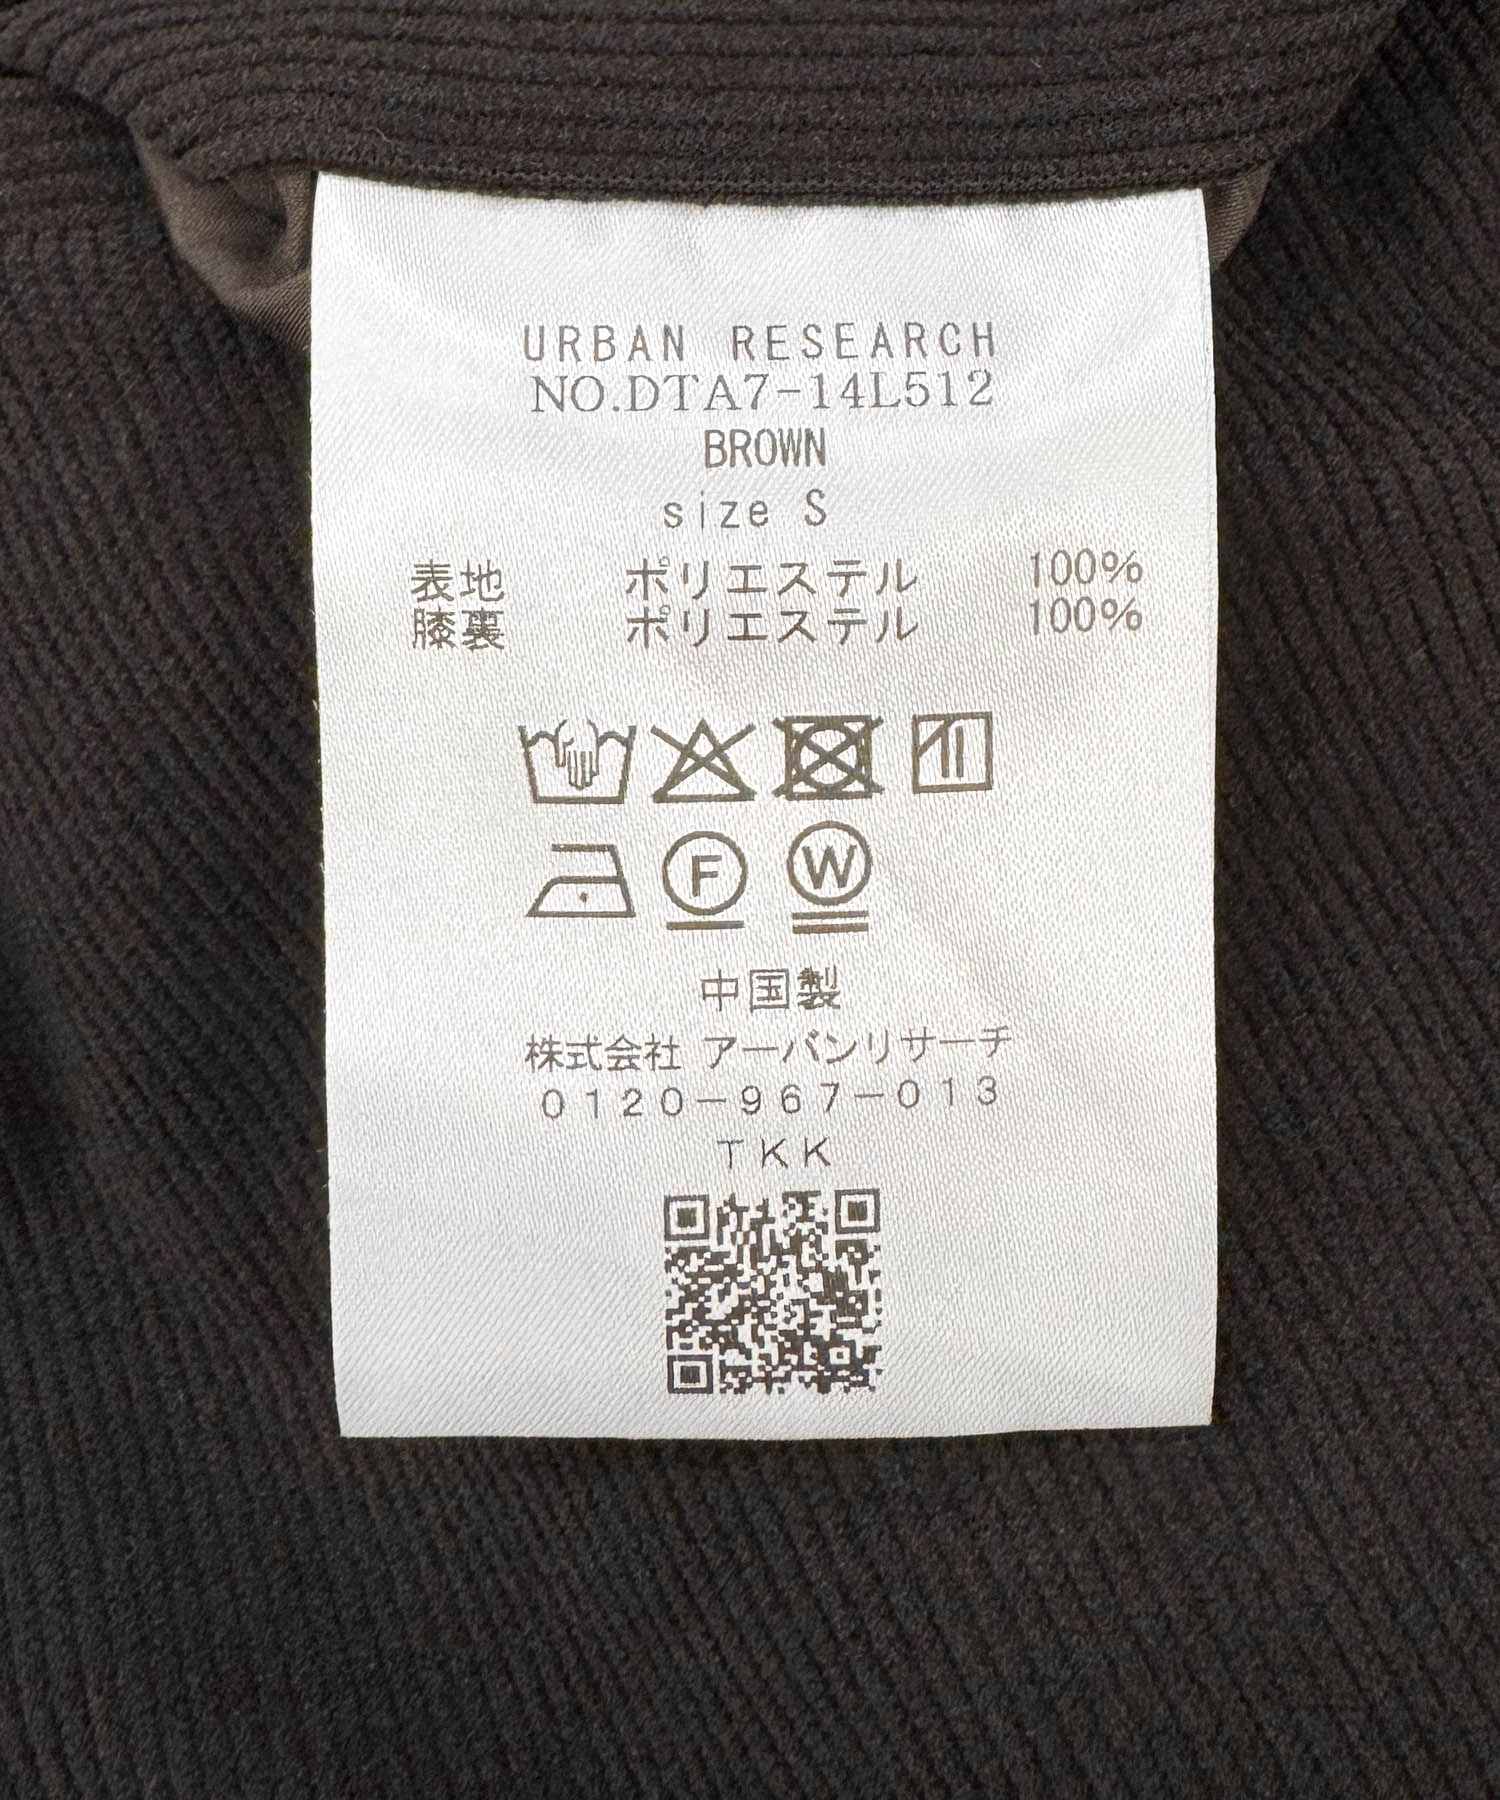 URBAN RESEARCH
NO.DTA7-14L512
BROWN
size S
表地 ポリエステル 100%
膝裏 ポリエステル 100%
F W
中国製
株式会社 アーバンリサーチ
0120-967-013
TKK